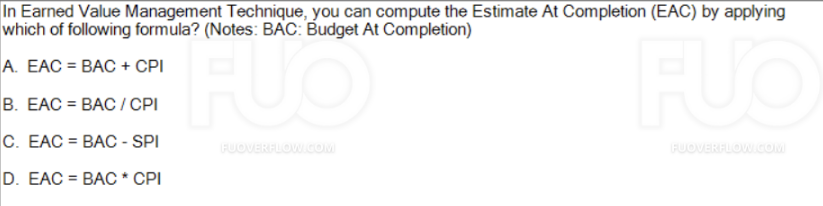 In Earned Value Management Technique, you can compute the Estimate At Completion (EAC) by applying
which of following formula? (Notes: BAC: Budget At Completion)
A. EAC = BAC + CPI
B. EAC = BAC / CPI
C. EAC = BAC - SPI
D. EAC = BAC * CPI
FUO
FUOVERFLOW.COM
FUO
FUOVERFLOW.COM